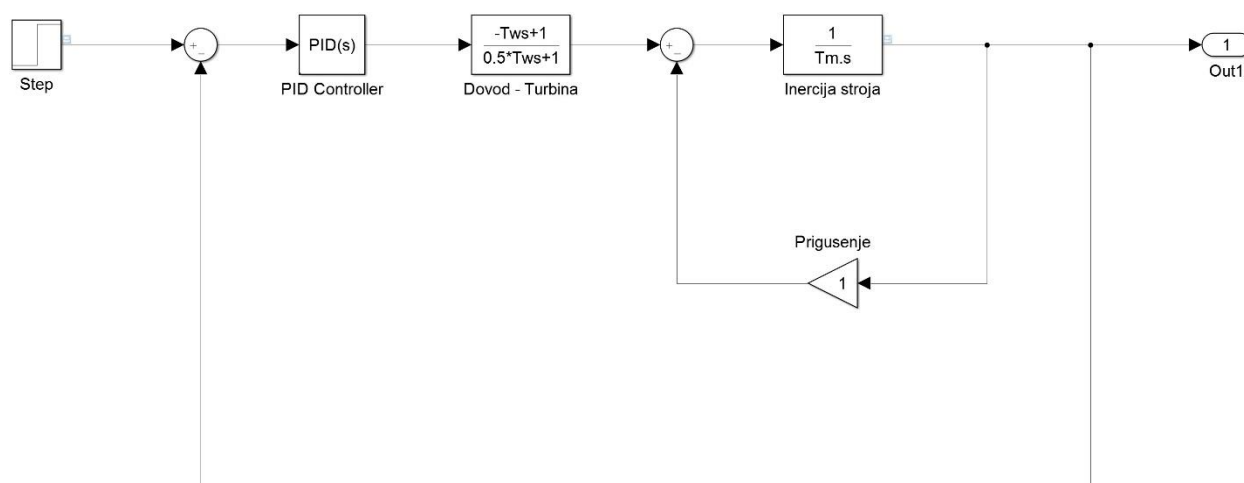 Step
+
−
PID(s)
PID Controller
-Tws+1
0.5*Tws+1
Dovod - Turbina
+
−
1
Tm.s
Inercija stroja
1
Out1
Prigusenje
1